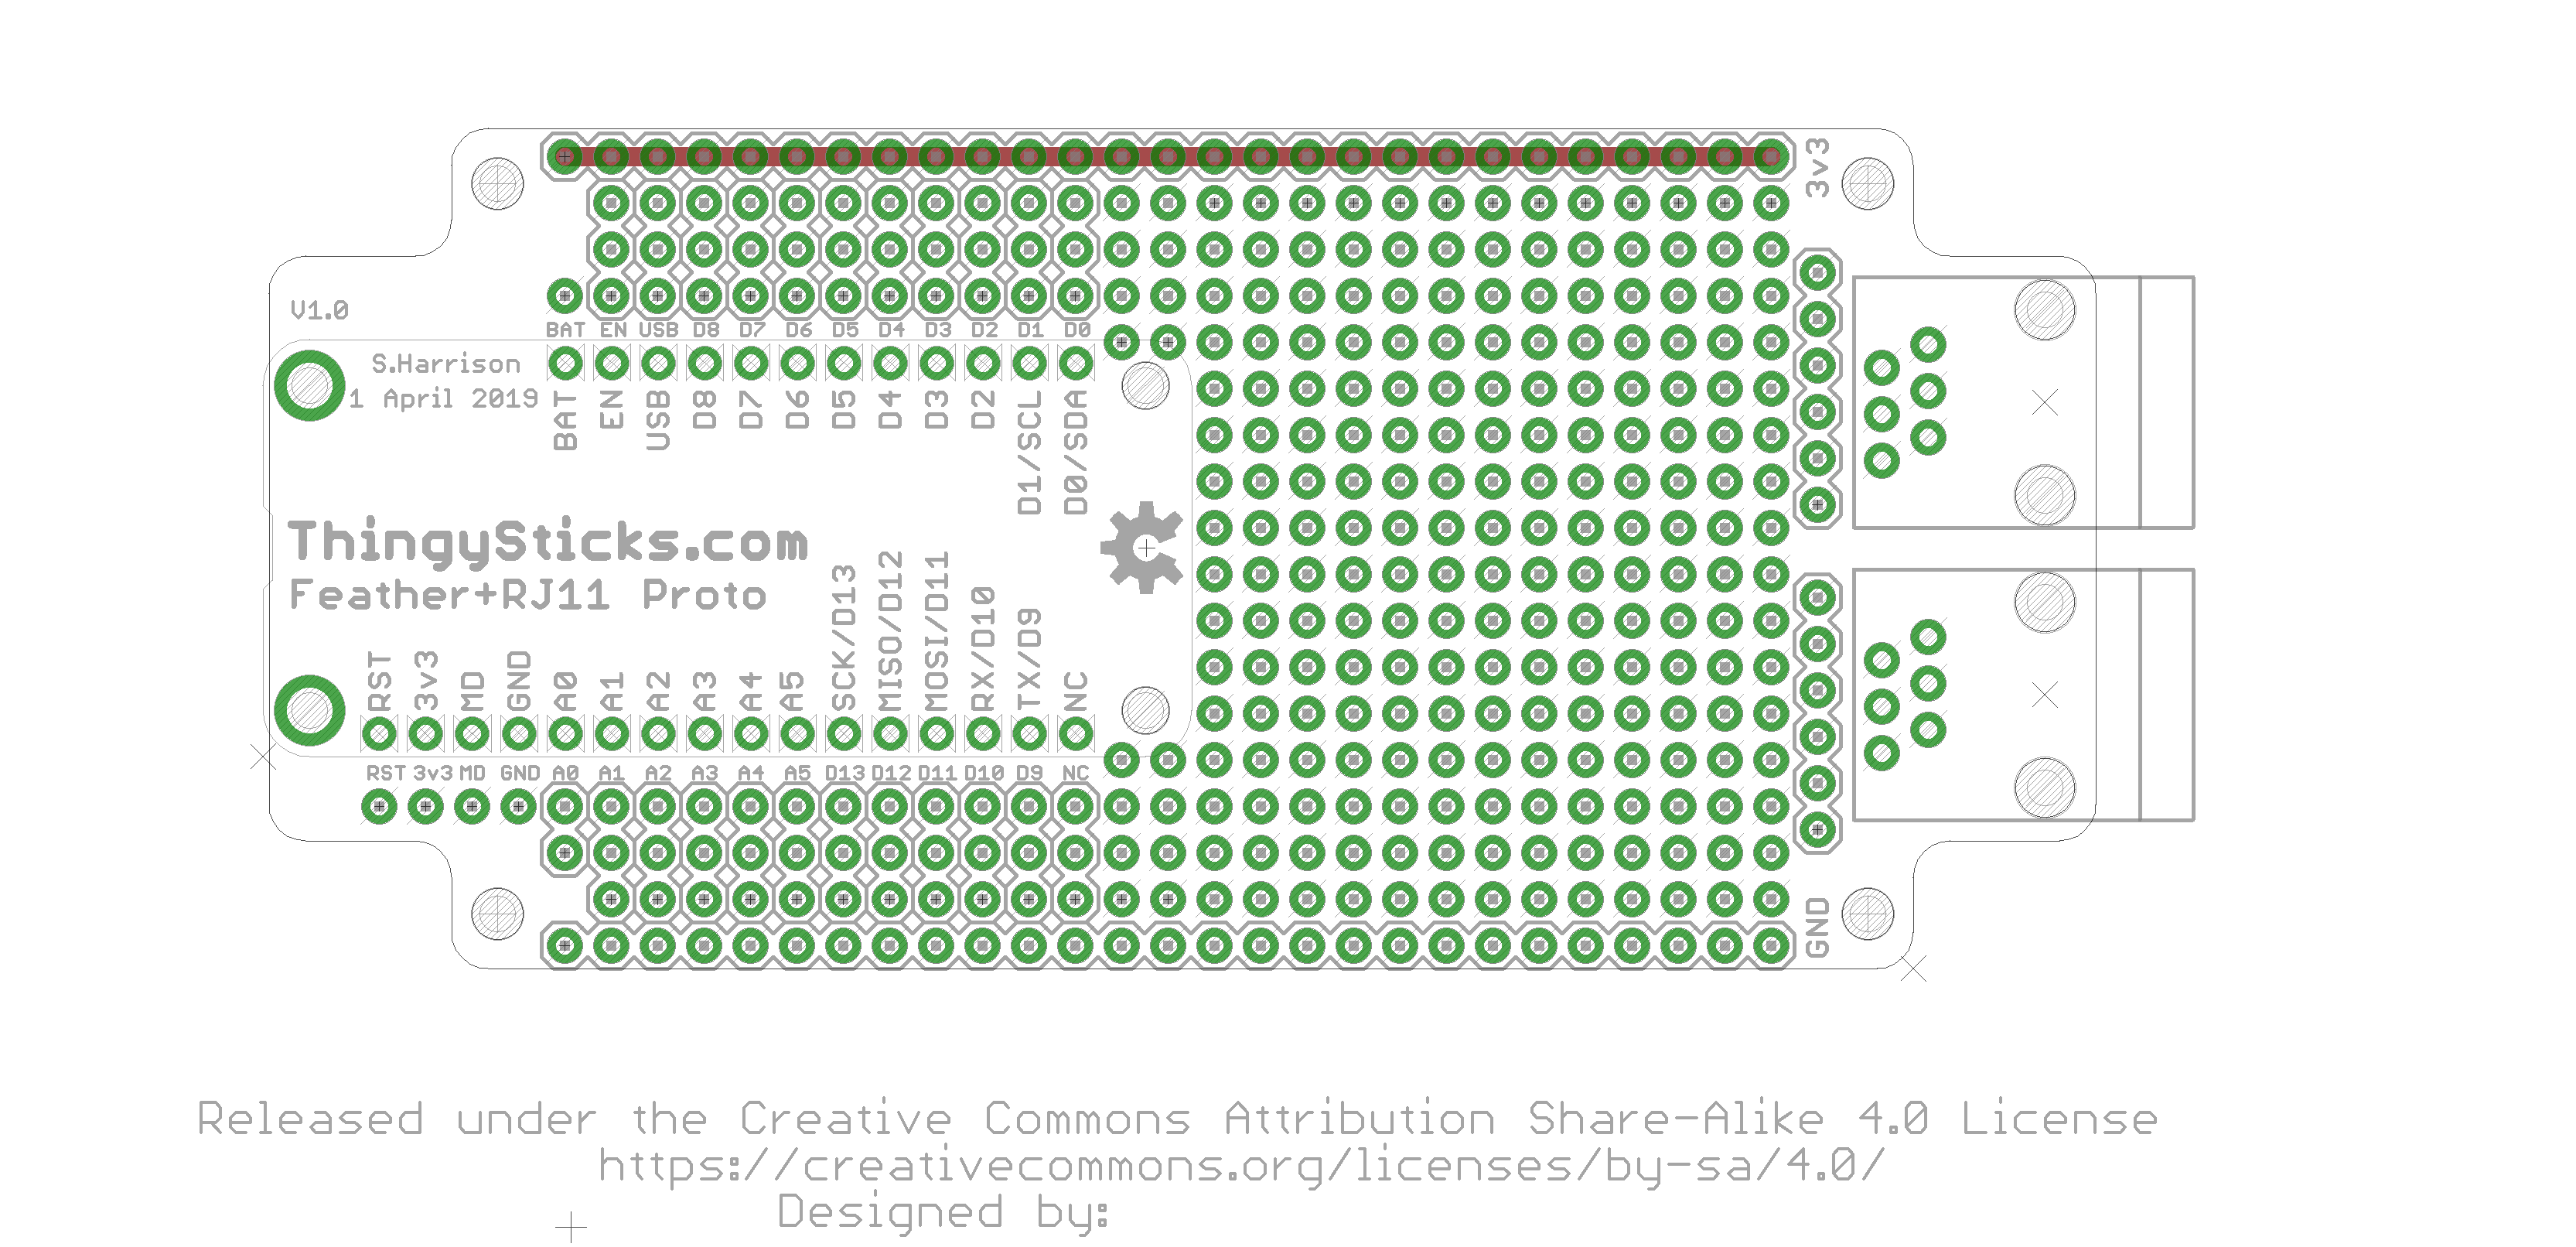 3v3
V1.0
BAT EN USB D8 D7 D6 D5 D4 D3 D2 D1 D0
S.Harrison
1 April 2019
BAT EN USB D8 D7 D6 D5 D4 D3 D2 D1/SCL D0/SDA
ThingySticks.com
Feather+RJ11 Proto
RST 3v3 MD GND A0 A1 A2 A3 A4 A5 SCK/D13 MISO/D12 MOSI/D11 RX/D10 TX/D9 NC
RST 3v3 MD GND A0 A1 A2 A3 A4 A5 D13 D12 D11 D10 D9 NC
GND
Released under the Creative Commons Attribution Share-Alike 4.0 License
https://creativecommons.org/licenses/by-sa/4.0/
Designed by: